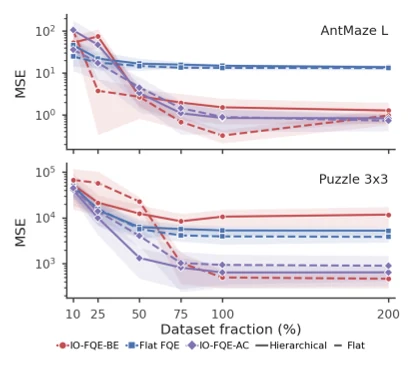 AntMaze L
10²
10¹
10⁰
MSE
Puzzle 3x3
10⁵
10⁴
10³
MSE
10 25 50 75 100 200
Dataset fraction (%)
IO-FQE-BE Flat FQE IO-FQE-AC Hierarchical Flat